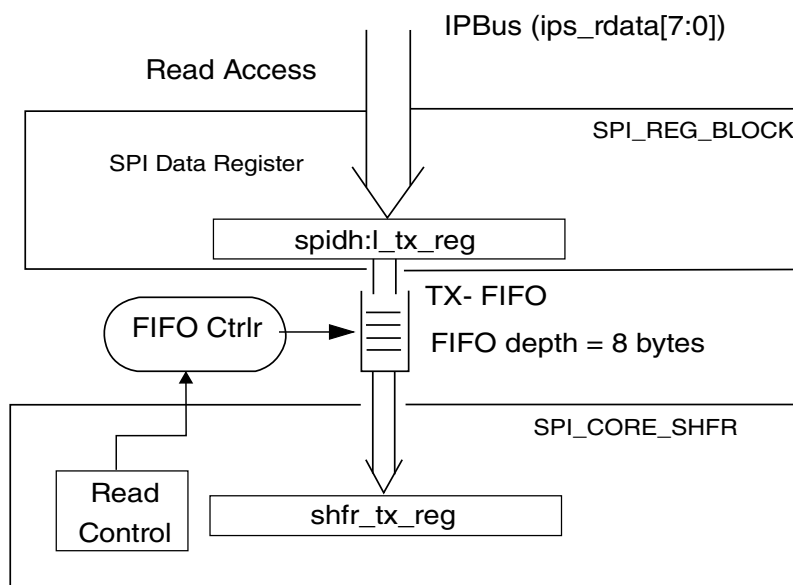 IPBus (ips_rdata[7:0])
Read Access
SPI_REG_BLOCK
SPI Data Register
spidh:l_tx_reg
TX- FIFO
FIFO Ctrlr
FIFO depth = 8 bytes
SPI_CORE_SHFR
Read
Control
shfr_tx_reg